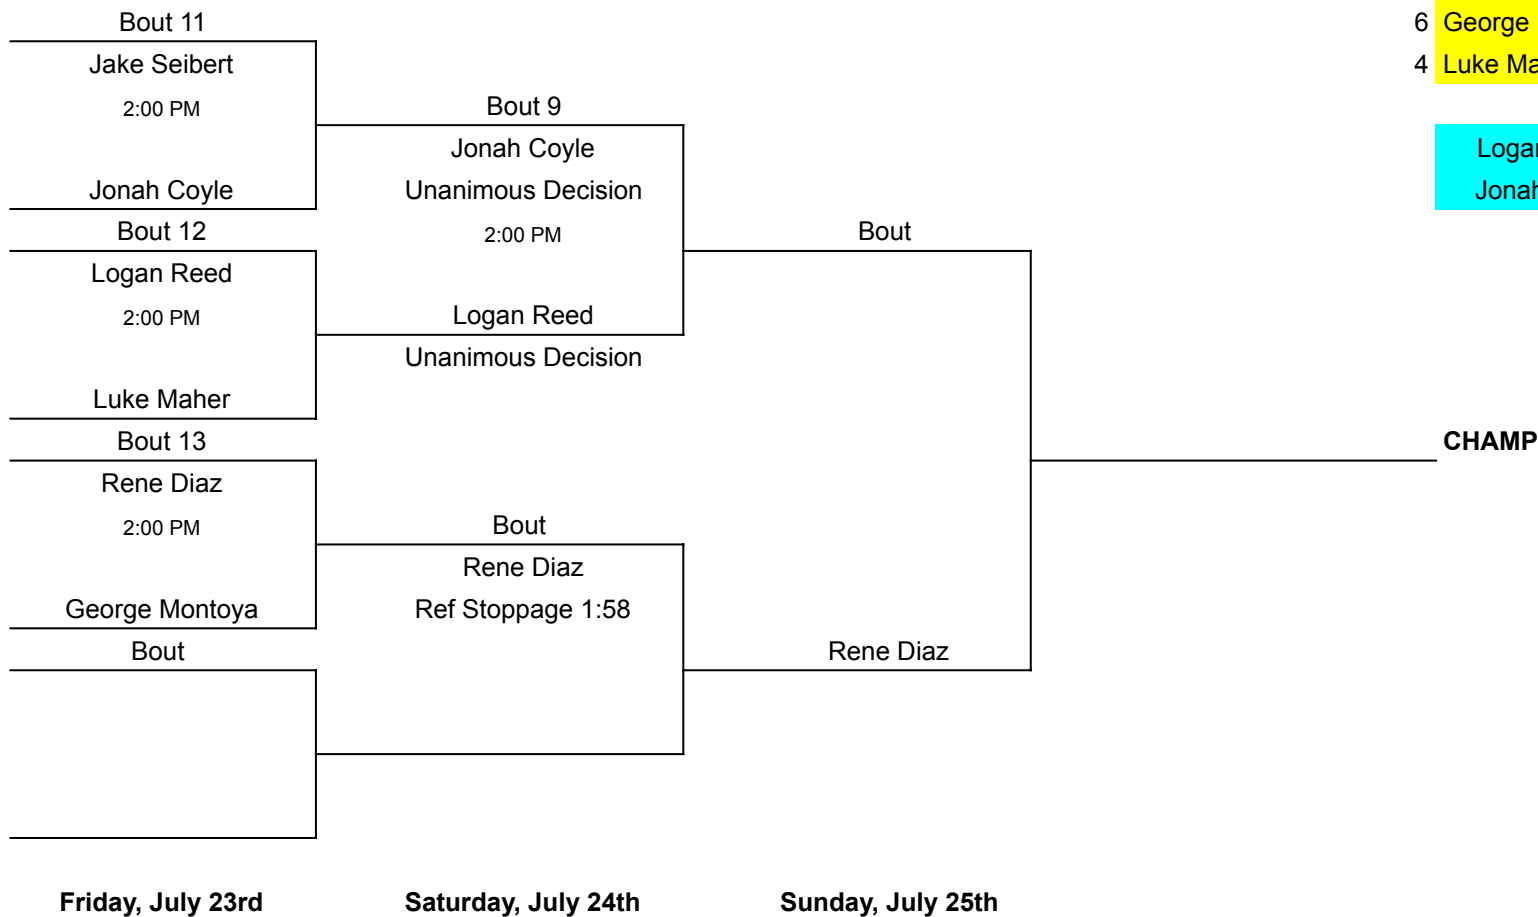 Bout 11
Jake Seibert
2:00 PM
Jonah Coyle
Bout 12
Logan Reed
2:00 PM
Luke Maher
Bout 13
Rene Diaz
2:00 PM
George Montoya
Bout
Bout 9
Jonah Coyle
Unanimous Decision
2:00 PM
Logan Reed
Unanimous Decision
Bout
Rene Diaz
Ref Stoppage 1:58
Bout
Rene Diaz
6 George
4 Luke Ma
Logan
Jonah
CHAMP
Friday, July 23rd
Saturday, July 24th
Sunday, July 25th